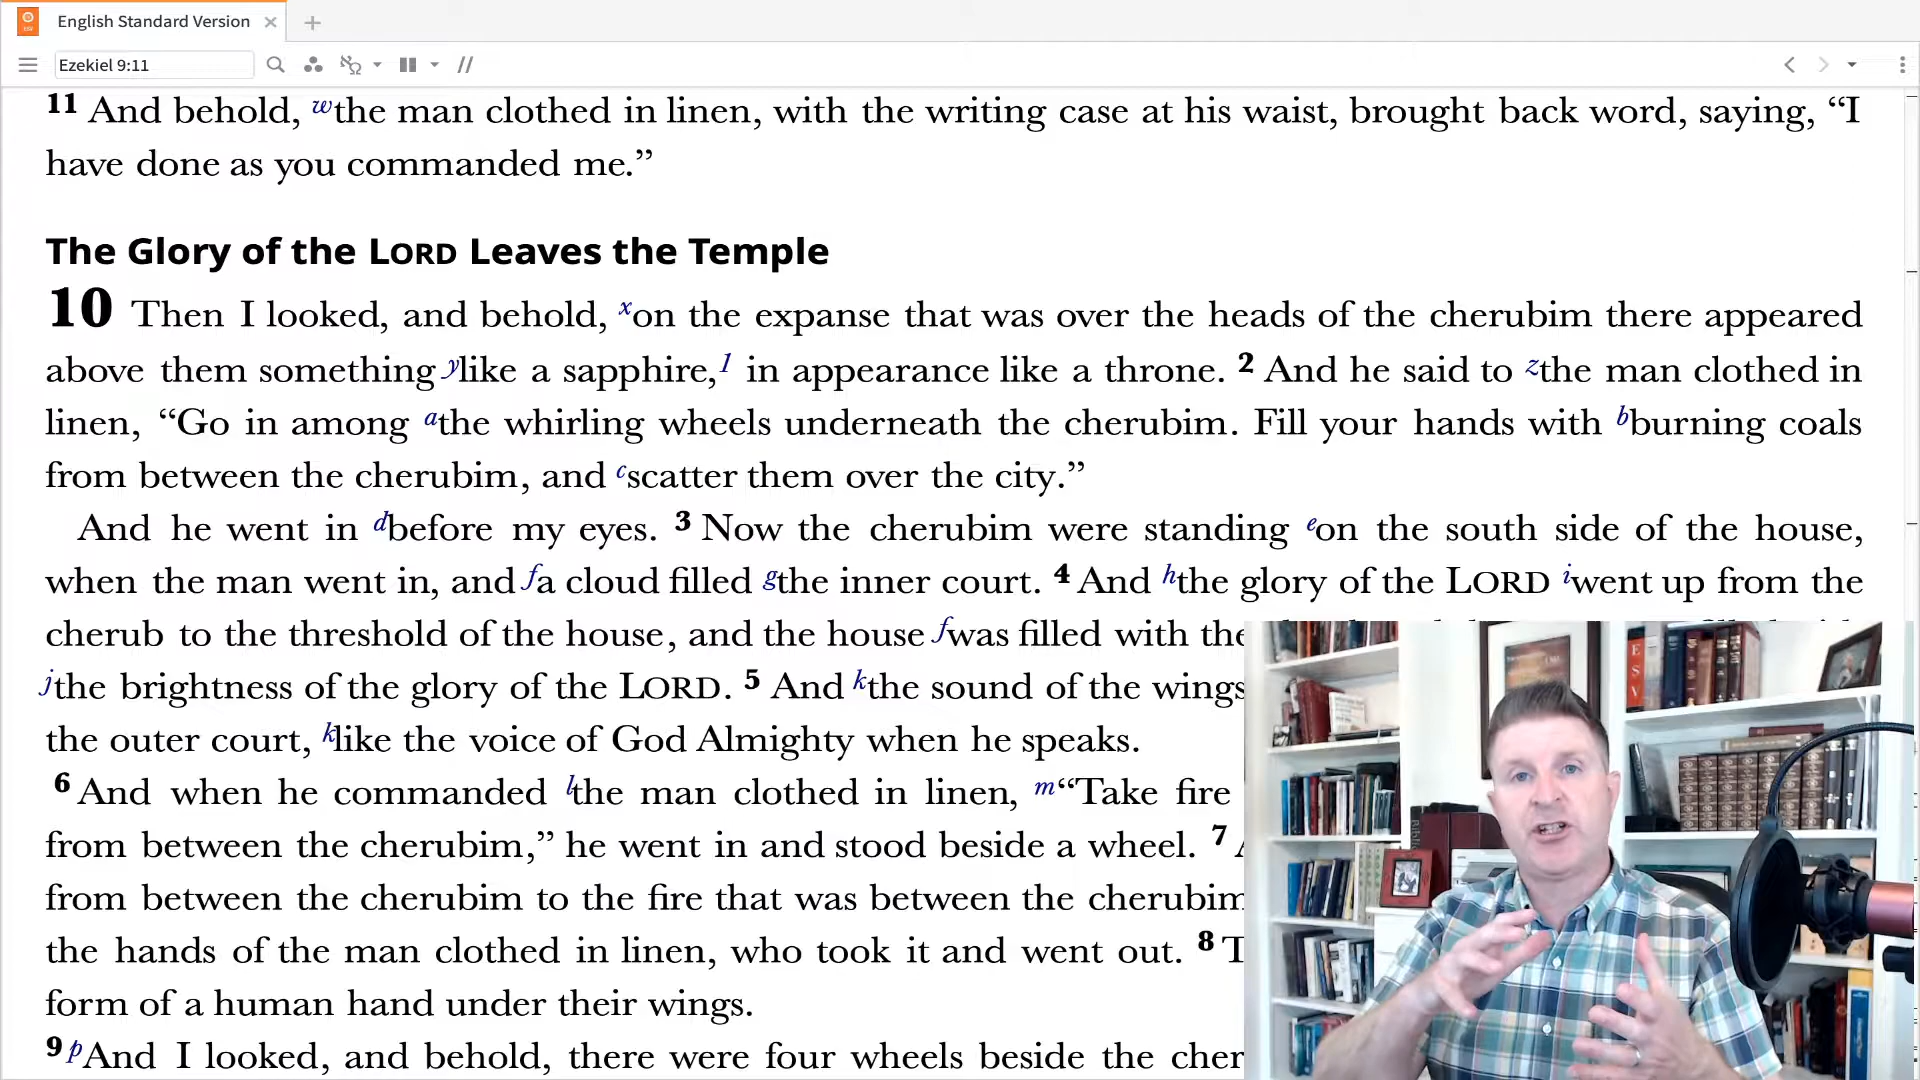 English Standard Version
Ezekiel 9:11
11 And behold, wthe man clothed in linen, with the writing case at his waist, brought back word, saying, “I
have done as you commanded me.”
The Glory of the LORD Leaves the Temple
10 Then I looked, and behold, xon the expanse that was over the heads of the cherubim there appeared
above them something ylike a sapphire,1 in appearance like a throne. 2 And he said to zthe man clothed in
linen, “Go in among athe whirling wheels underneath the cherubim. Fill your hands with bburning coals
from between the cherubim, and cscatter them over the city.”
And he went in dbefore my eyes. 3 Now the cherubim were standing eon the south side of the house,
when the man went in, and fa cloud filled gthe inner court. 4 And hthe glory of the LORD iwent up from the
cherub to the threshold of the house, and the house fwas filled with the
jthe brightness of the glory of the LORD. 5 And kthe sound of the wings
the outer court, klike the voice of God Almighty when he speaks.
6 And when he commanded lthe man clothed in linen, m“Take fire
from between the cherubim,” he went in and stood beside a wheel. 7
from between the cherubim to the fire that was between the cherubim
the hands of the man clothed in linen, who took it and went out. 8 T
form of a human hand under their wings.
9 pAnd I looked, and behold, there were four wheels beside the cher
ESV